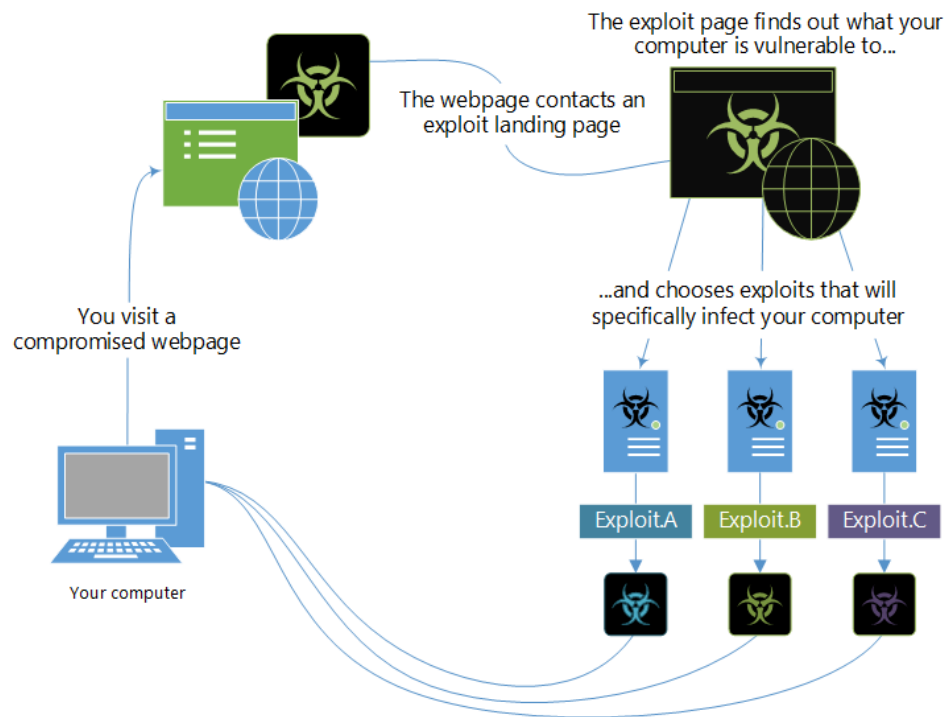 The exploit page finds out what your
computer is vulnerable to...
The webpage contacts an
exploit landing page
...and chooses exploits that will
specifically infect your computer
You visit a
compromised webpage
Exploit.A
Exploit.B
Exploit.C
Your computer